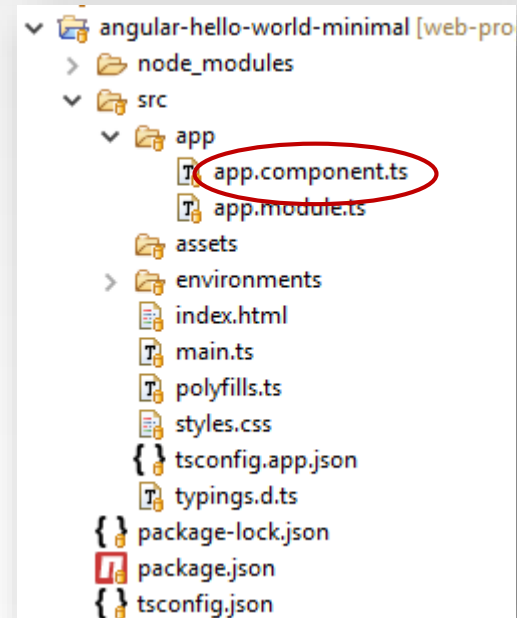 angular-hello-world-minimal [web-pro
node_modules
src
app
app.component.ts
app.module.ts
assets
environments
index.html
main.ts
polyfills.ts
styles.css
tsconfig.app.json
typings.d.ts
package-lock.json
package.json
tsconfig.json